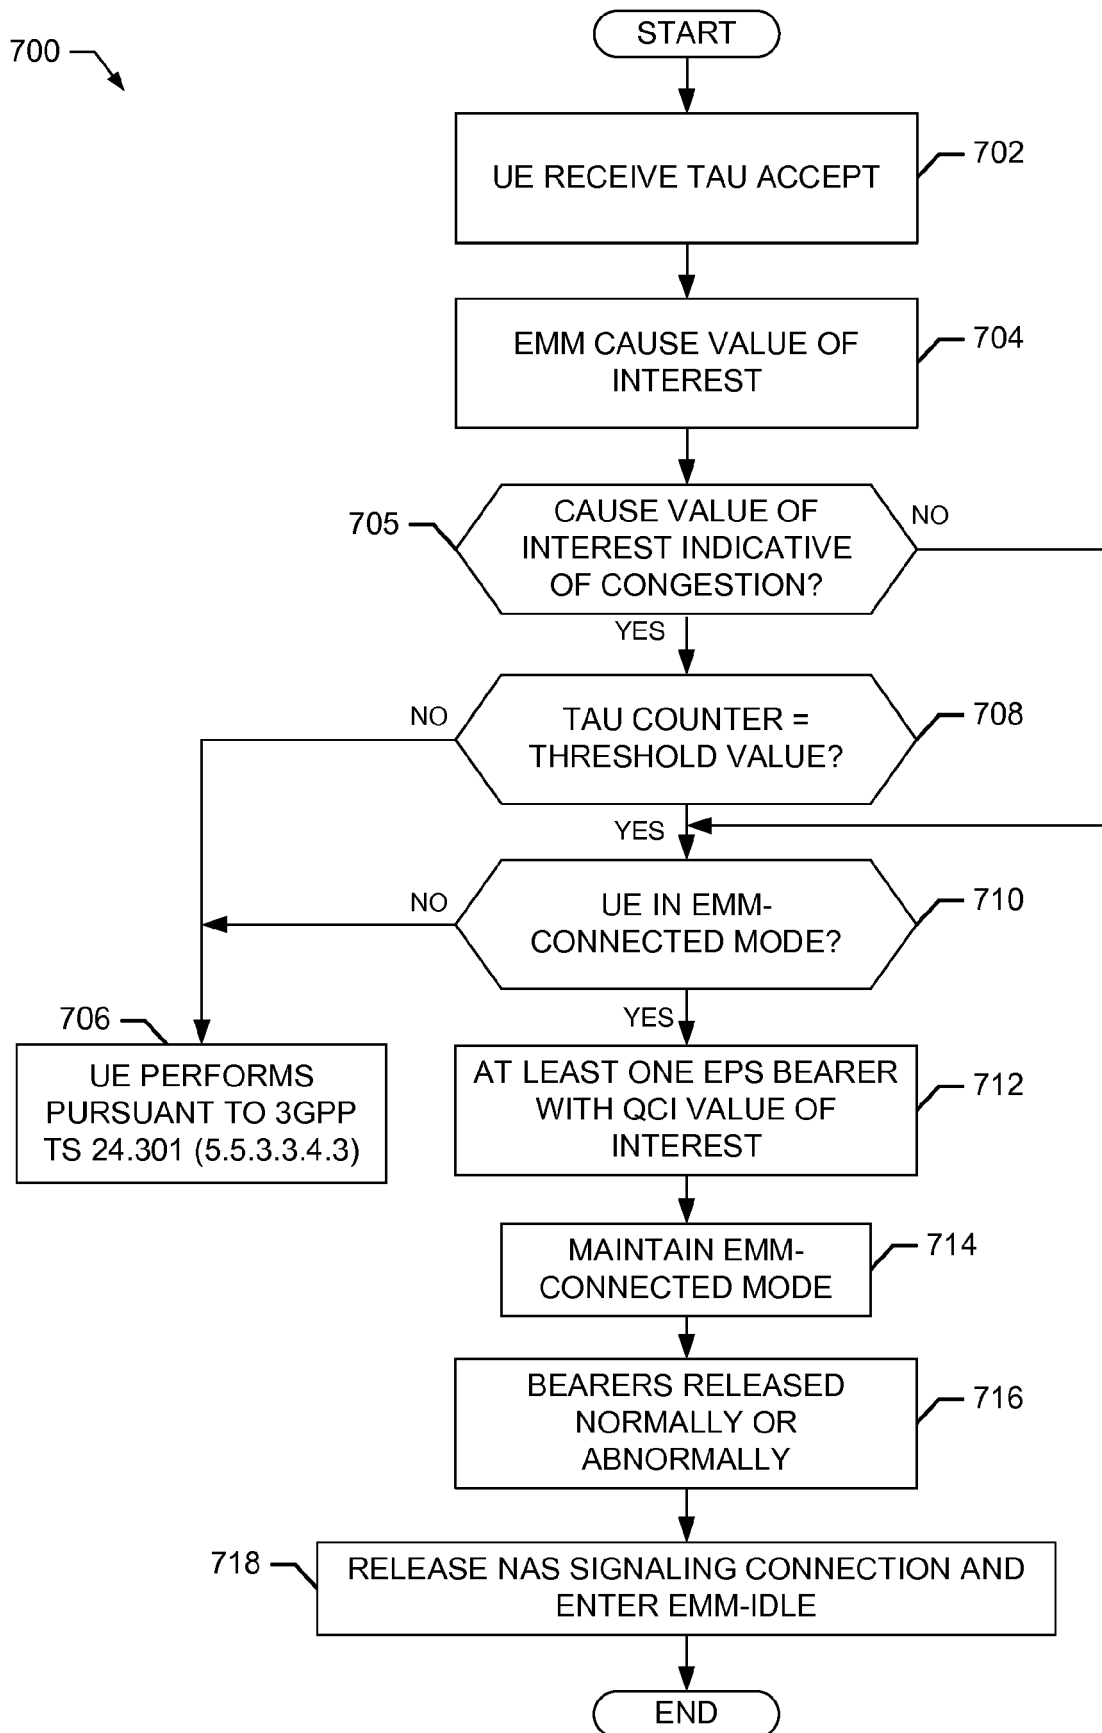 700
START
UE RECEIVE TAU ACCEPT
702
EMM CAUSE VALUE OF
INTEREST
704
705
CAUSE VALUE OF
INTEREST INDICATIVE
OF CONGESTION?
NO
YES
NO
TAU COUNTER =
THRESHOLD VALUE?
708
YES
NO
UE IN EMM-
CONNECTED MODE?
710
YES
706
UE PERFORMS
PURSUANT TO 3GPP
TS 24.301 (5.5.3.3.4.3)
AT LEAST ONE EPS BEARER
WITH QCI VALUE OF
INTEREST
712
MAINTAIN EMM-
CONNECTED MODE
714
BEARERS RELEASED
NORMALLY OR
ABNORMALLY
716
718
RELEASE NAS SIGNALING CONNECTION AND
ENTER EMM-IDLE
END